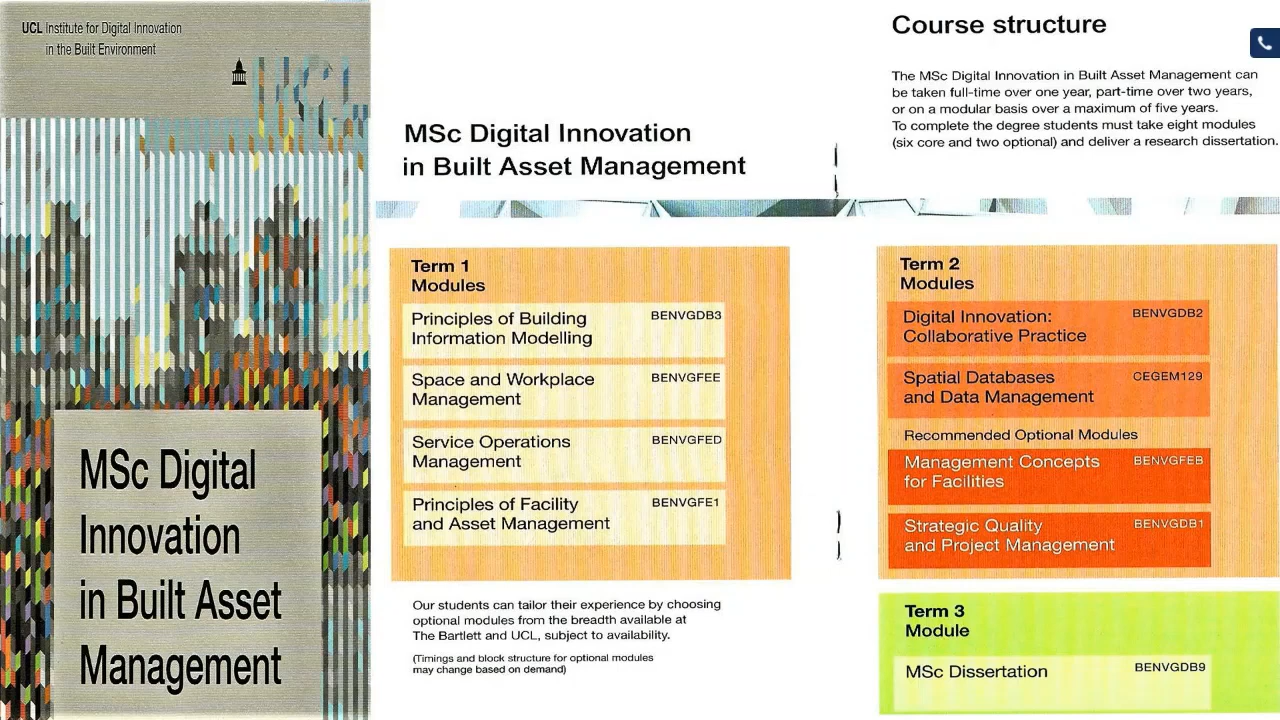 UCL Institute for Digital Innovation
in the Built Environment
UCL
MSc Digital
Innovation
in Built Asset
Management
MSc Digital Innovation
in Built Asset Management
Term 1
Modules
Principles of Building BENVGDB3
Information Modelling
Space and Workplace BENVGFEE
Management
Service Operations BENVGFED
Management
Principles of Facility BENVGFE1
and Asset Management
Our students can tailor their experience by choosing
optional modules from the breadth available at
The Bartlett and UCL, subject to availability.
(Timings and block structure for optional modules
may change based on demand)
Course structure
The MSc Digital Innovation in Built Asset Management can
be taken full-time over one year, part-time over two years,
or on a modular basis over a maximum of five years.
To complete the degree students must take eight modules
(six core and two optional) and deliver a research dissertation.
Term 2
Modules
Digital Innovation: BENVGDB2
Collaborative Practice
Spatial Databases CEGEM129
and Data Management
Recommended Optional Modules
Management Concepts BENVGFEB
for Facilities
Strategic Quality BENVGDB1
and Project Management
Term 3
Module
MSc Dissertation BENVGDB9